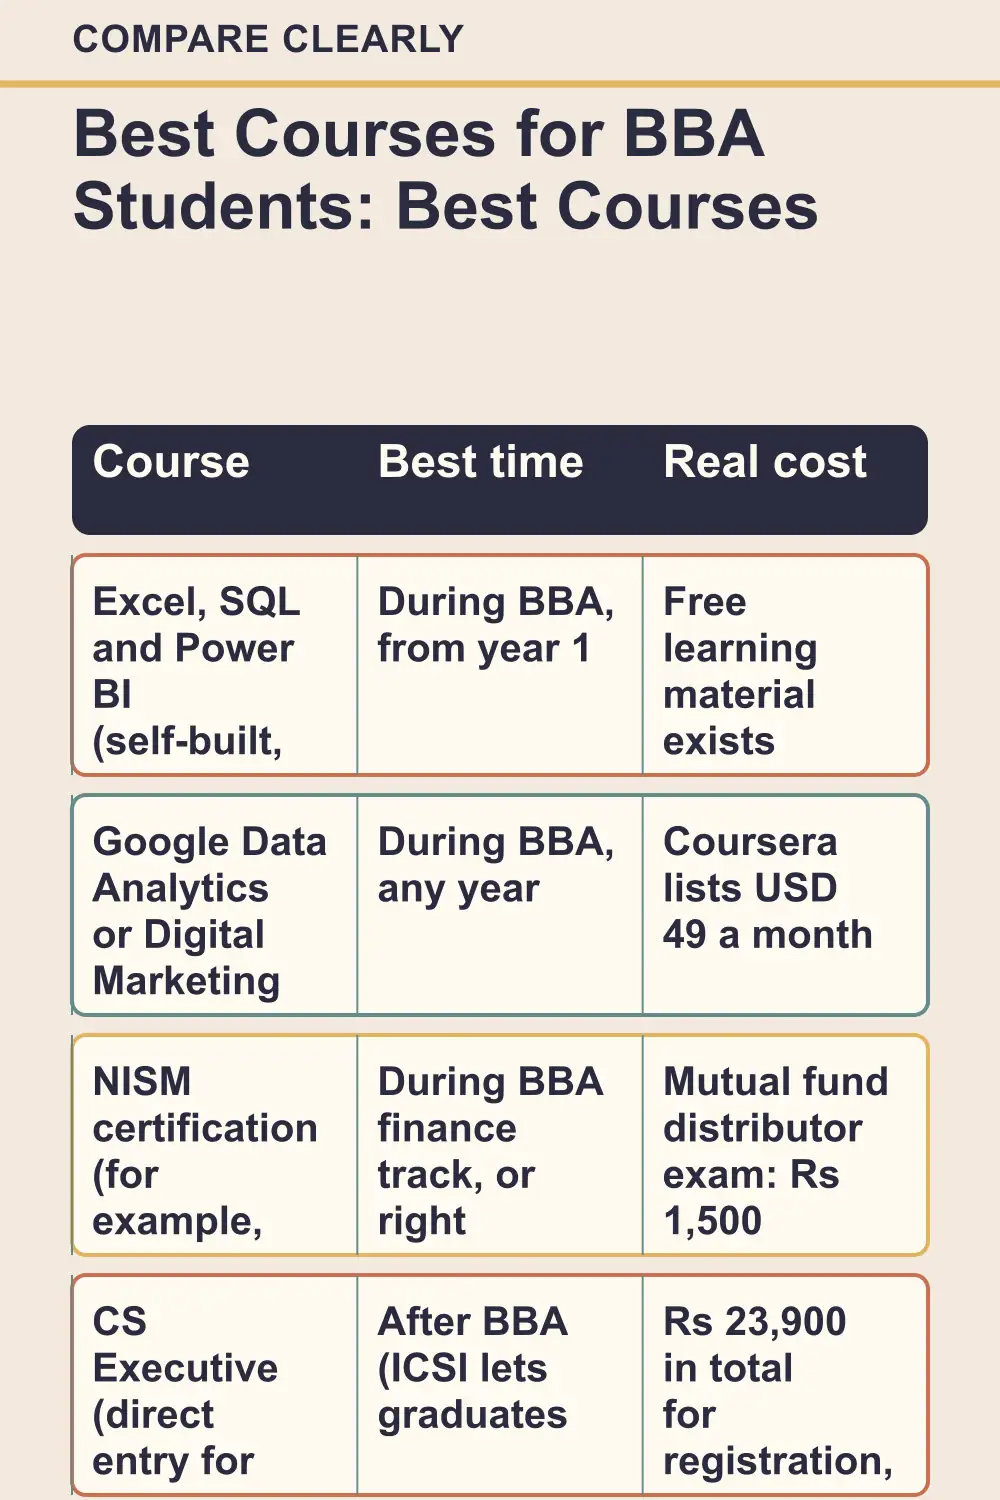 COMPARE CLEARLY
Best Courses for BBA
Students: Best Courses
Course
Best time
Real cost
Excel, SQL
and Power
BI
(self-built,
During BBA,
from year 1
Free
learning
material
exists
Google Data
Analytics
or Digital
Marketing
During BBA,
any year
Coursera
lists USD
49 a month
NISM
certification
(for
example,
During BBA
finance
track, or
right
Mutual fund
distributor
exam: Rs
1,500
CS
Executive
(direct
entry for
After BBA
(ICSI lets
graduates
Rs 23,900
in total
for
registration,